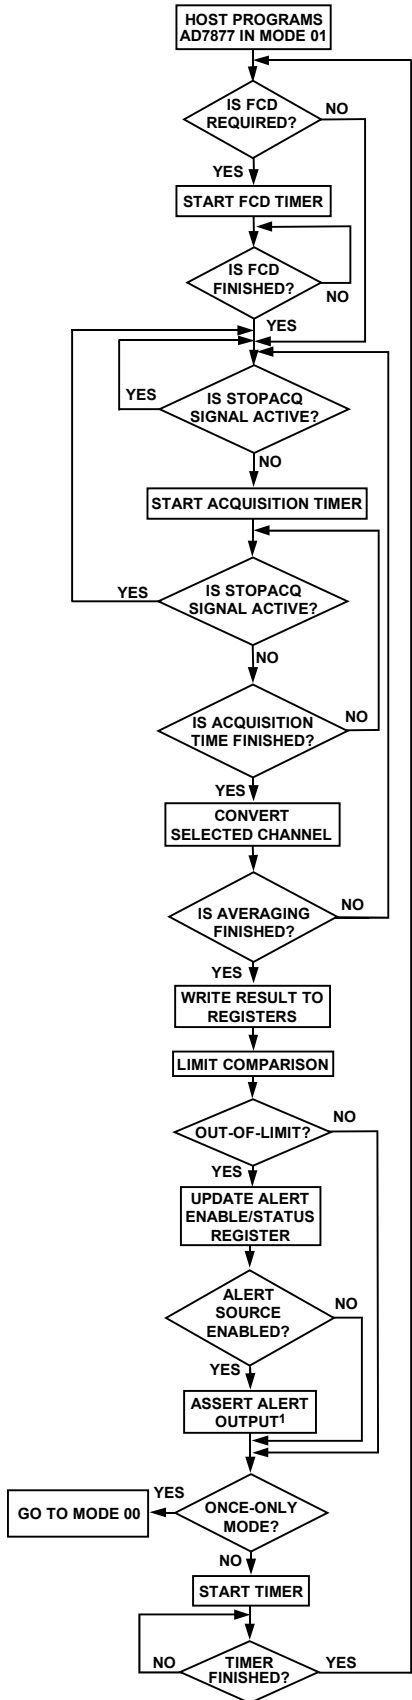 HOST PROGRAMS
AD7877 IN MODE 01
IS FCD
REQUIRED?
NO
YES
START FCD TIMER
IS FCD
FINISHED?
NO
YES
YES
IS STOPACQ
SIGNAL ACTIVE?
NO
START ACQUISITION TIMER
YES
IS STOPACQ
SIGNAL ACTIVE?
NO
IS ACQUISITION
TIME FINISHED?
NO
YES
CONVERT
SELECTED CHANNEL
IS AVERAGING
FINISHED?
NO
YES
WRITE RESULT TO
REGISTERS
LIMIT COMPARISON
OUT-OF-LIMIT?
NO
YES
UPDATE ALERT
ENABLE/STATUS
REGISTER
ALERT
SOURCE
ENABLED?
NO
YES
ASSERT ALERT
OUTPUT1
YES
GO TO MODE 00
ONCE-ONLY
MODE?
NO
START TIMER
NO
TIMER
FINISHED?
YES